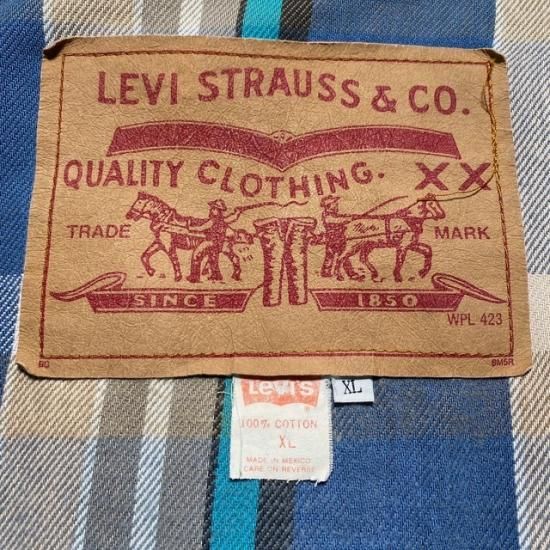 LEVI STRAUSS & CO.
QUALITY CLOTHING. XX
TRADE MARK
SINCE 1850
WPL 423
SM5R
Levi's
XL
100% COTTON
XL
MADE IN MEXICO
CARE ON REVERSE